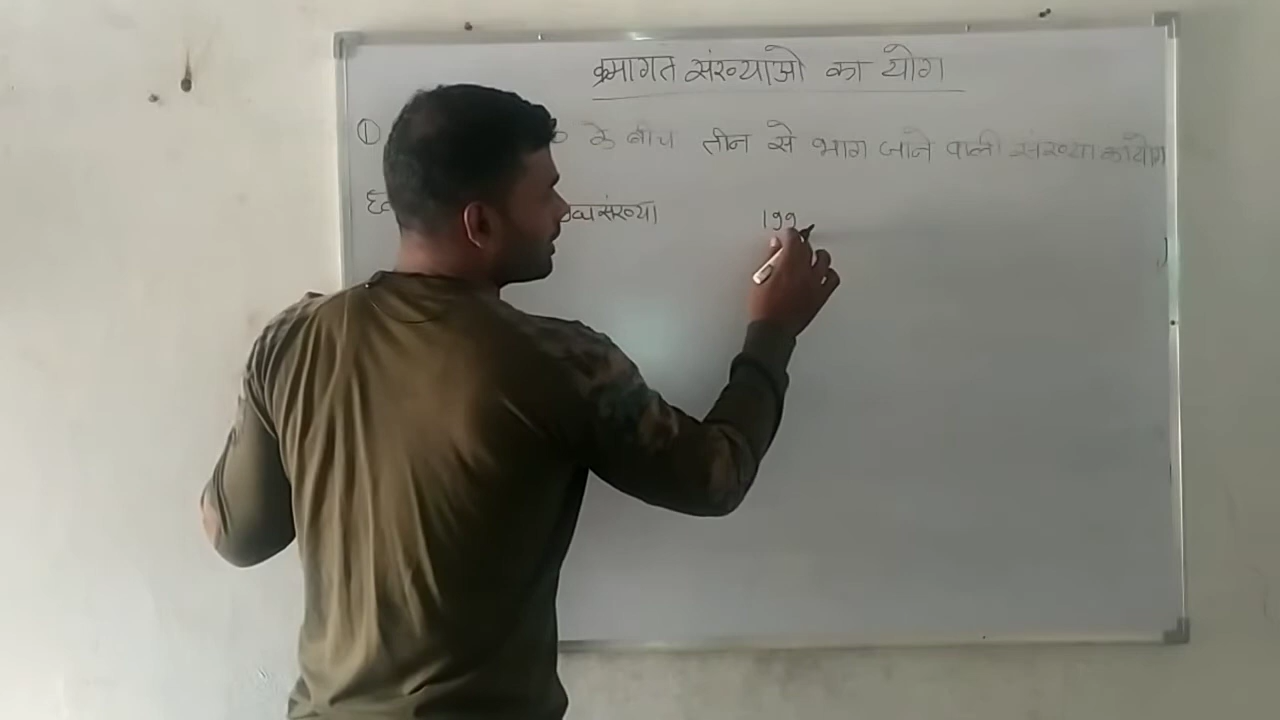 क्रमागत संख्याओ का योग
① के बीच तीन से भाग जाने वाली संख्या का योग
संख्या 199